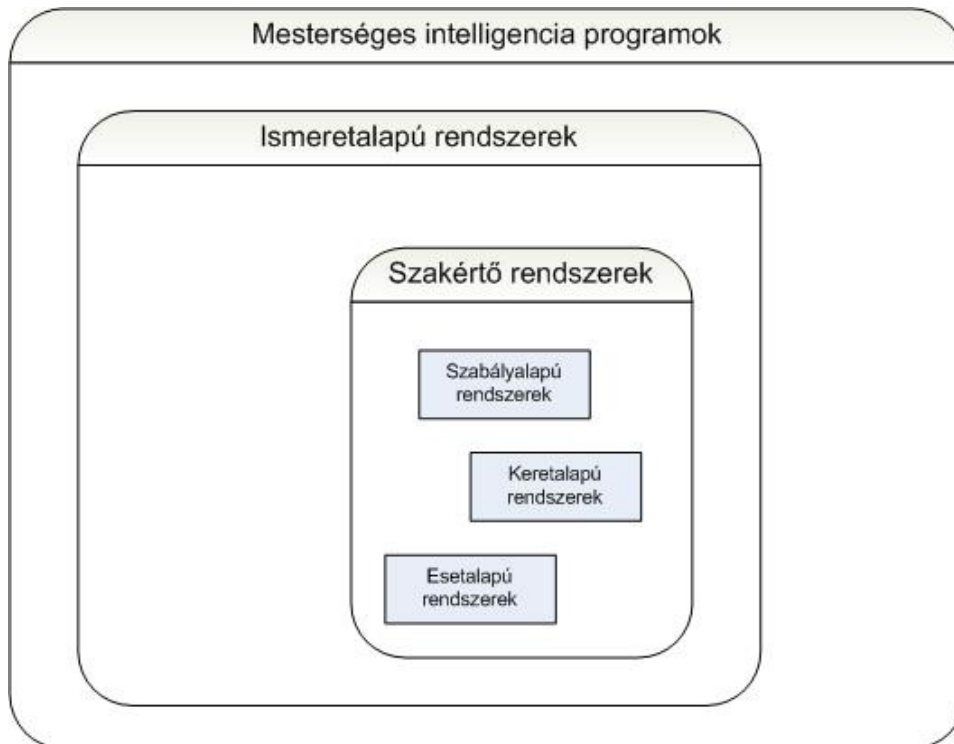 Mesterséges intelligencia programok
Ismeretalapú rendszerek
Szakértő rendszerek
Szabályalapú
rendszerek
Keretalapú
rendszerek
Esetalapú
rendszerek